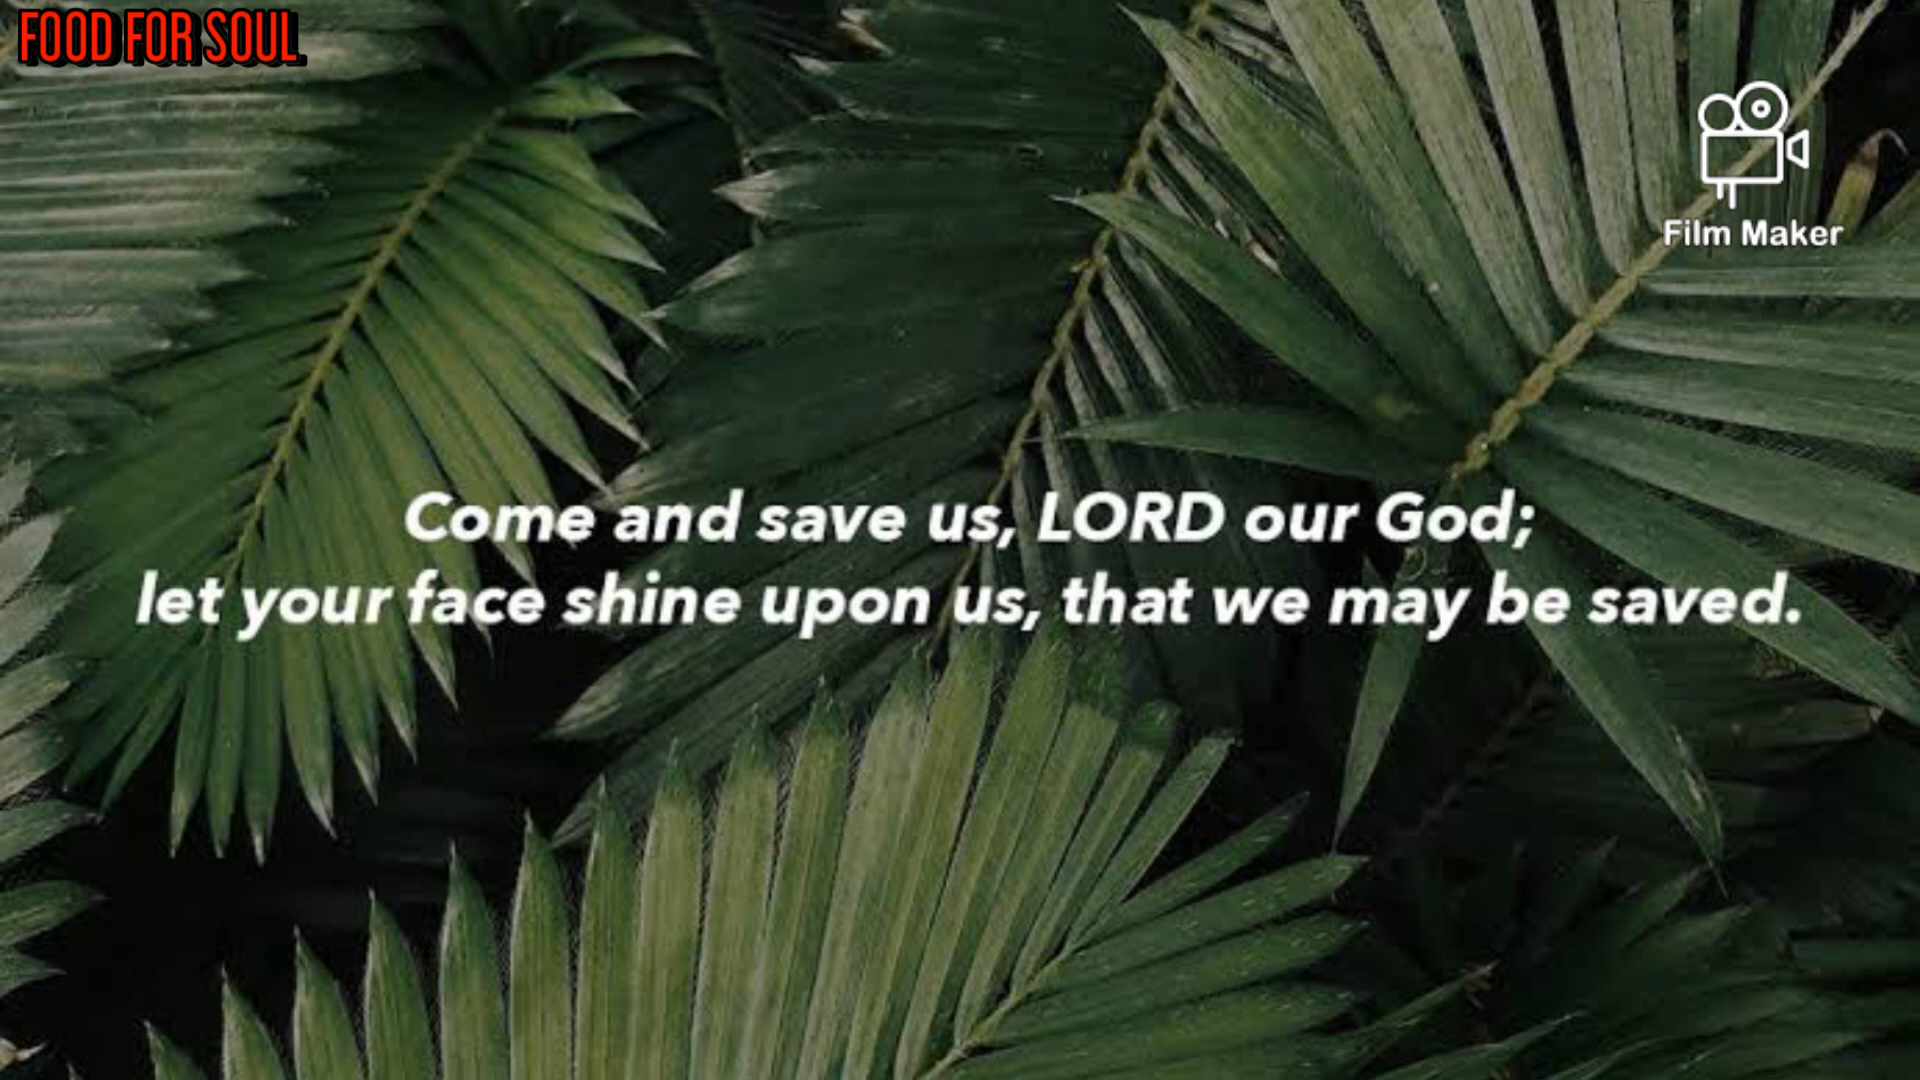 FOOD FOR SOUL.
Film Maker
Come and save us, LORD our God;
let your face shine upon us, that we may be saved.